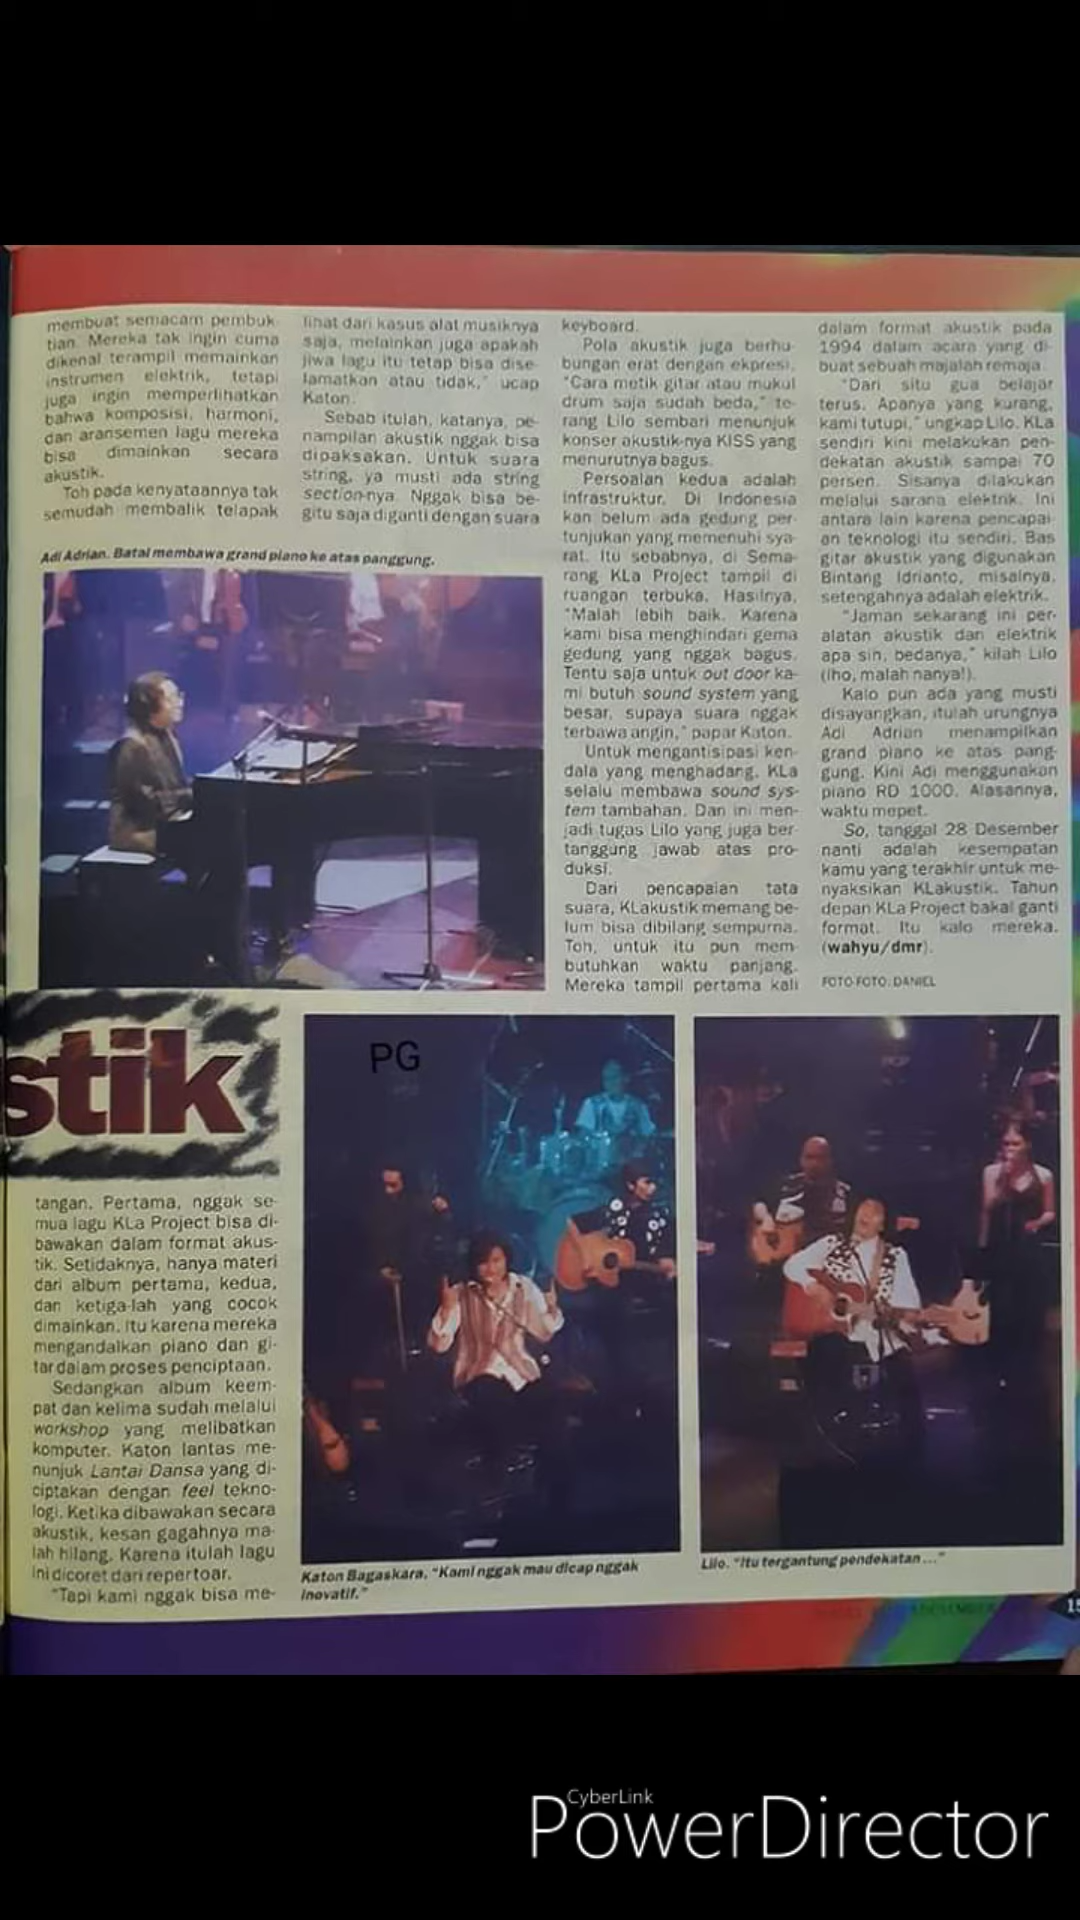 membuat semacam pembuk-
tian. Mereka tak ingin cuma
dikenal terampil memainkan
instrumen elektrik, tetapi
juga ingin memperlihatkan
bahwa komposisi, harmoni,
dan aransemen lagu mereka
bisa dimainkan secara
akustik.
Toh pada kenyataannya tak
semudah membalik telapak
stik
tangan. Pertama, nggak se-
mua lagu KLa Project bisa di-
bawakan dalam format akus-
tik. Setidaknya, hanya materi
dari album pertama, kedua,
dan ketiga-lah yang cocok
dimainkan. Itu karena mereka
mengandalkan piano dan gi-
tar dalam proses penciptaan.
Sedangkan album keem-
pat dan kelima sudah melalui
workshop yang melibatkan
komputer. Katon lantas me-
nunjuk Lantai Dansa yang di-
ciptakan dengan feel tekno-
logi. Ketika dibawakan secara
akustik, kesan gagahnya ma-
lah hilang. Karena itulah lagu
ini dicoret dari repertoar.
"Tapi kami nggak bisa me-
lihat dari kasus alat musiknya
saja, melainkan juga apakah
jiwa lagu itu tetap bisa dise-
lamatkan atau tidak," ucap
Katon.
Sebab itulah, katanya, pe-
nampilan akustik nggak bisa
dipaksakan. Untuk suara
string, ya musti ada string
section-nya. Nggak bisa be-
gitu saja diganti dengan suara
keyboard.
Pola akustik juga berhu-
bungan erat dengan ekpresi.
"Cara metik gitar atau mukul
drum saja sudah beda," te-
rang Lilo sembari menunjuk
konser akustik-nya KISS yang
menurutnya bagus.
Persoalan kedua adalah
infrastruktur. Di Indonesia
kan belum ada gedung per-
tunjukan yang memenuhi sya-
rat. Itu sebabnya, di Sema-
rang KLa Project tampil di
ruangan terbuka. Hasilnya,
"Malah lebih baik. Karena
kami bisa menghindari gema
gedung yang nggak bagus.
Tentu saja untuk out door ka-
mi butuh sound system yang
besar, supaya suara nggak
terbawa angin," papar Katon.
Untuk mengantisipasi ken-
dala yang menghadang, KLa
selalu membawa sound sys-
tem tambahan. Dan ini men-
jadi tugas Lilo yang juga ber-
tanggung jawab atas pro-
duksi.
Dari pencapaian tata
suara, KLakustik memang be-
lum bisa dibilang sempurna.
Toh, untuk itu pun mem-
butuhkan waktu panjang.
Mereka tampil pertama kali
dalam format akustik pada
1994 dalam acara yang di-
buat sebuah majalah remaja.
"Dari situ gua belajar
terus. Apanya yang kurang,
kami tutupi," ungkap Lilo. KLa
sendiri kini melakukan pen-
dekatan akustik sampai 70
persen. Sisanya dilakukan
melalui sarana elektrik. Ini
antara lain karena pencapai-
an teknologi itu sendiri. Bas
gitar akustik yang digunakan
Bintang Idrianto, misalnya,
setengahnya adalah elektrik.
"Jaman sekarang ini per-
alatan akustik dan elektrik
apa sih, bedanya," kilah Lilo
(lho, malah nanya!).
Kalo pun ada yang musti
disayangkan, itulah urungnya
Adi Adrian menampilkan
grand piano ke atas pang-
gung. Kini Adi menggunakan
piano RD 1000. Alasannya,
waktu mepet.
So, tanggal 28 Desember
nanti adalah kesempatan
kamu yang terakhir untuk me-
nyaksikan KLakustik. Tahun
depan KLa Project bakal ganti
format. Itu kalo mereka.
(wahyu/dmr).
FOTO-FOTO: DANIEL
Adi Adrian. Batal membawa grand piano ke atas panggung.
PG
Katon Bagaskara. "Kami nggak mau dicap nggak
inovatif."
Lilo. "Itu tergantung pendekatan ..."
CyberLink
PowerDirector